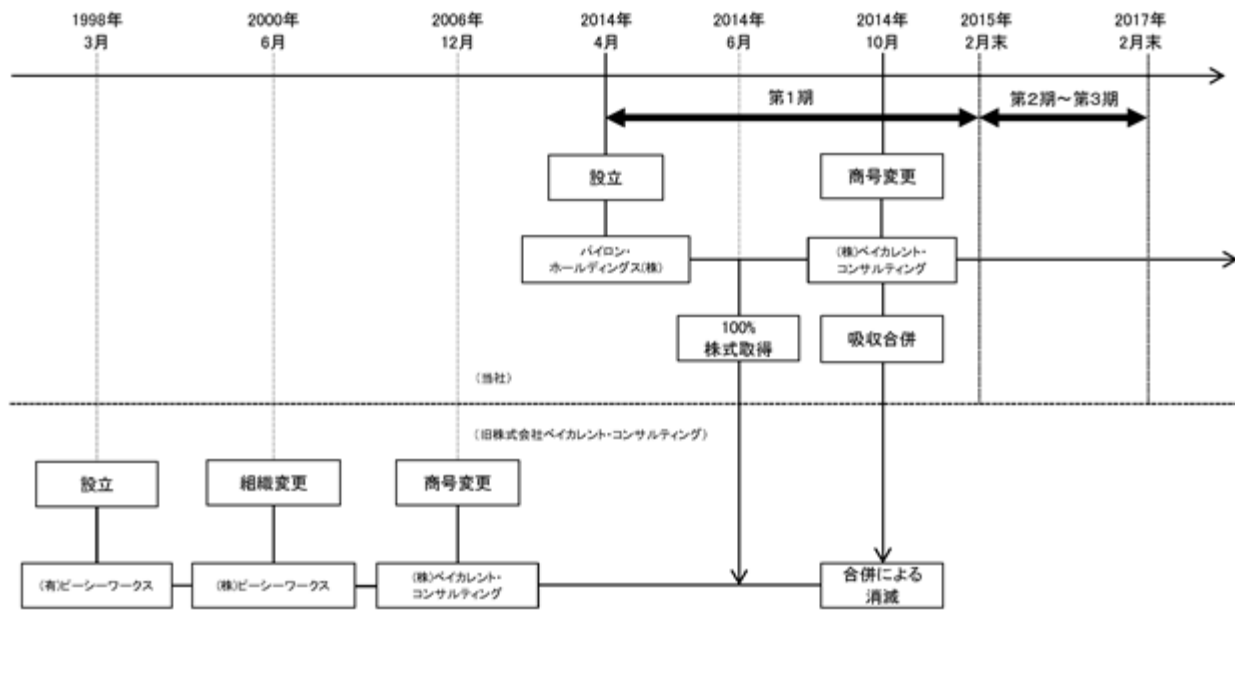 1998年
3月
2000年
6月
2006年
12月
2014年
4月
2014年
6月
2014年
10月
2015年
2月末
2017年
2月末
第1期
第2期～第3期
設立
商号変更
バイロン・
ホールディングス(株)
(株)ベイカレント・
コンサルティング
100%
株式取得
吸収合併
(当社)
(旧株式会社ベイカレント・コンサルティング)
設立
組織変更
商号変更
(有)ピーシーワークス
(株)ピーシーワークス
(株)ベイカレント・
コンサルティング
合併による
消滅